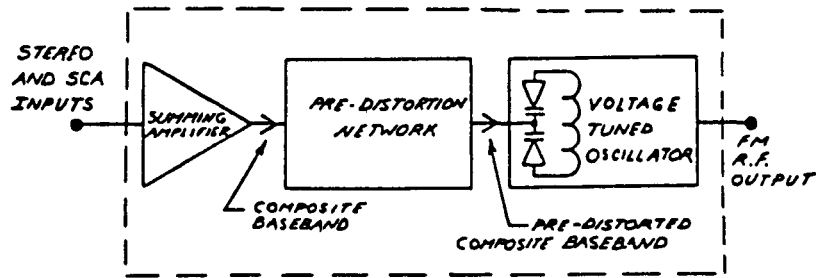 STEREO
AND SCA
INPUTS
SUMMING
AMPLIFIER
PRE-DISTORTION
NETWORK
VOLTAGE
TUNED
OSCILLATOR
FM
R.F.
OUTPUT
COMPOSITE
BASEBAND
PRE-DISTORTED
COMPOSITE BASEBAND